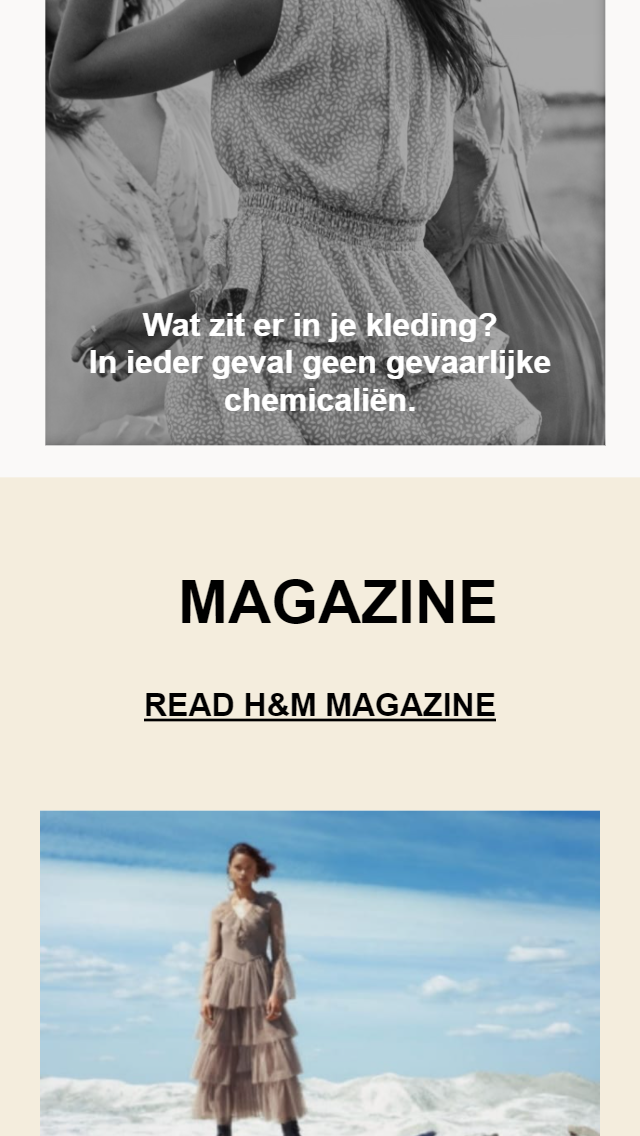 Wat zit er in je kleding?
In ieder geval geen gevaarlijke
chemicaliën.
MAGAZINE
READ H&M MAGAZINE